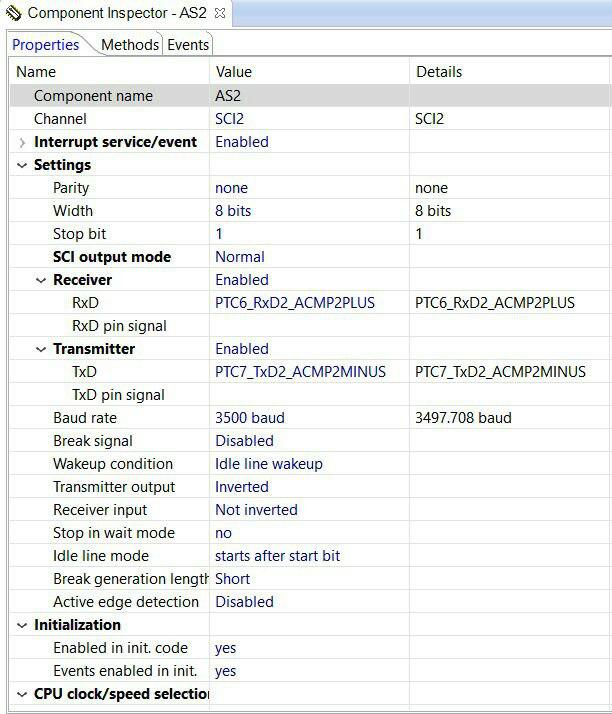 Component Inspector - AS2
Properties Methods Events
Name Value Details
Component name AS2
Channel SCI2 SCI2
Interrupt service/event Enabled
Settings
Parity none none
Width 8 bits 8 bits
Stop bit 1 1
SCI output mode Normal
Receiver Enabled
RxD PTC6_RxD2_ACMP2PLUS PTC6_RxD2_ACMP2PLUS
RxD pin signal
Transmitter Enabled
TxD PTC7_TxD2_ACMP2MINUS PTC7_TxD2_ACMP2MINUS
TxD pin signal
Baud rate 3500 baud 3497.708 baud
Break signal Disabled
Wakeup condition Idle line wakeup
Transmitter output Inverted
Receiver input Not inverted
Stop in wait mode no
Idle line mode starts after start bit
Break generation length Short
Active edge detection Disabled
Initialization
Enabled in init. code yes
Events enabled in init. yes
CPU clock/speed selection